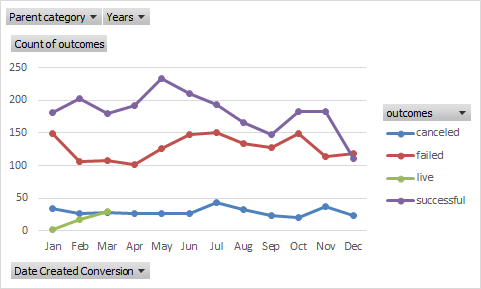 Parent category Years
Count of outcomes
250
200
150
100
50
0
Jan Feb Mar Apr May Jun Jul Aug Sep Oct Nov Dec
outcomes
canceled
failed
live
successful
Date Created Conversion